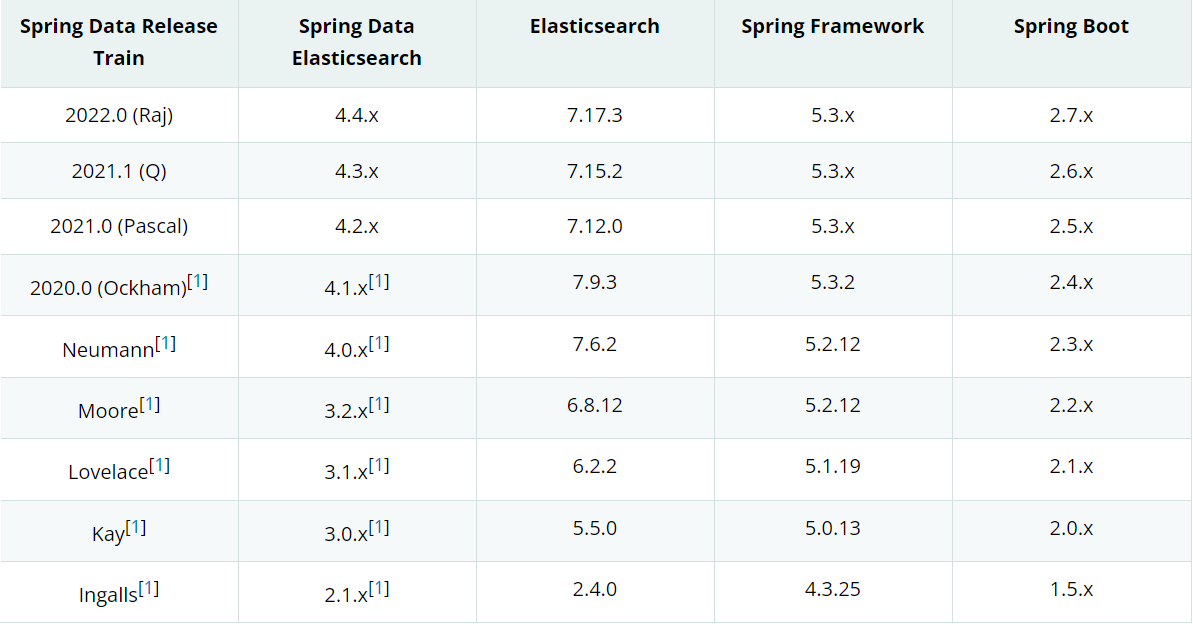 Spring Data Release Train Spring Data Elasticsearch Elasticsearch Spring Framework Spring Boot
2022.0 (Raj) 4.4.x 7.17.3 5.3.x 2.7.x
2021.1 (Q) 4.3.x 7.15.2 5.3.x 2.6.x
2021.0 (Pascal) 4.2.x 7.12.0 5.3.x 2.5.x
2020.0 (Ockham)[1] 4.1.x[1] 7.9.3 5.3.2 2.4.x
Neumann[1] 4.0.x[1] 7.6.2 5.2.12 2.3.x
Moore[1] 3.2.x[1] 6.8.12 5.2.12 2.2.x
Lovelace[1] 3.1.x[1] 6.2.2 5.1.19 2.1.x
Kay[1] 3.0.x[1] 5.5.0 5.0.13 2.0.x
Ingalls[1] 2.1.x[1] 2.4.0 4.3.25 1.5.x